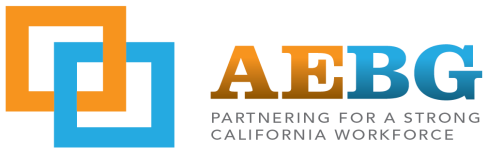 AEBG
PARTNERING FOR A STRONG
CALIFORNIA WORKFORCE